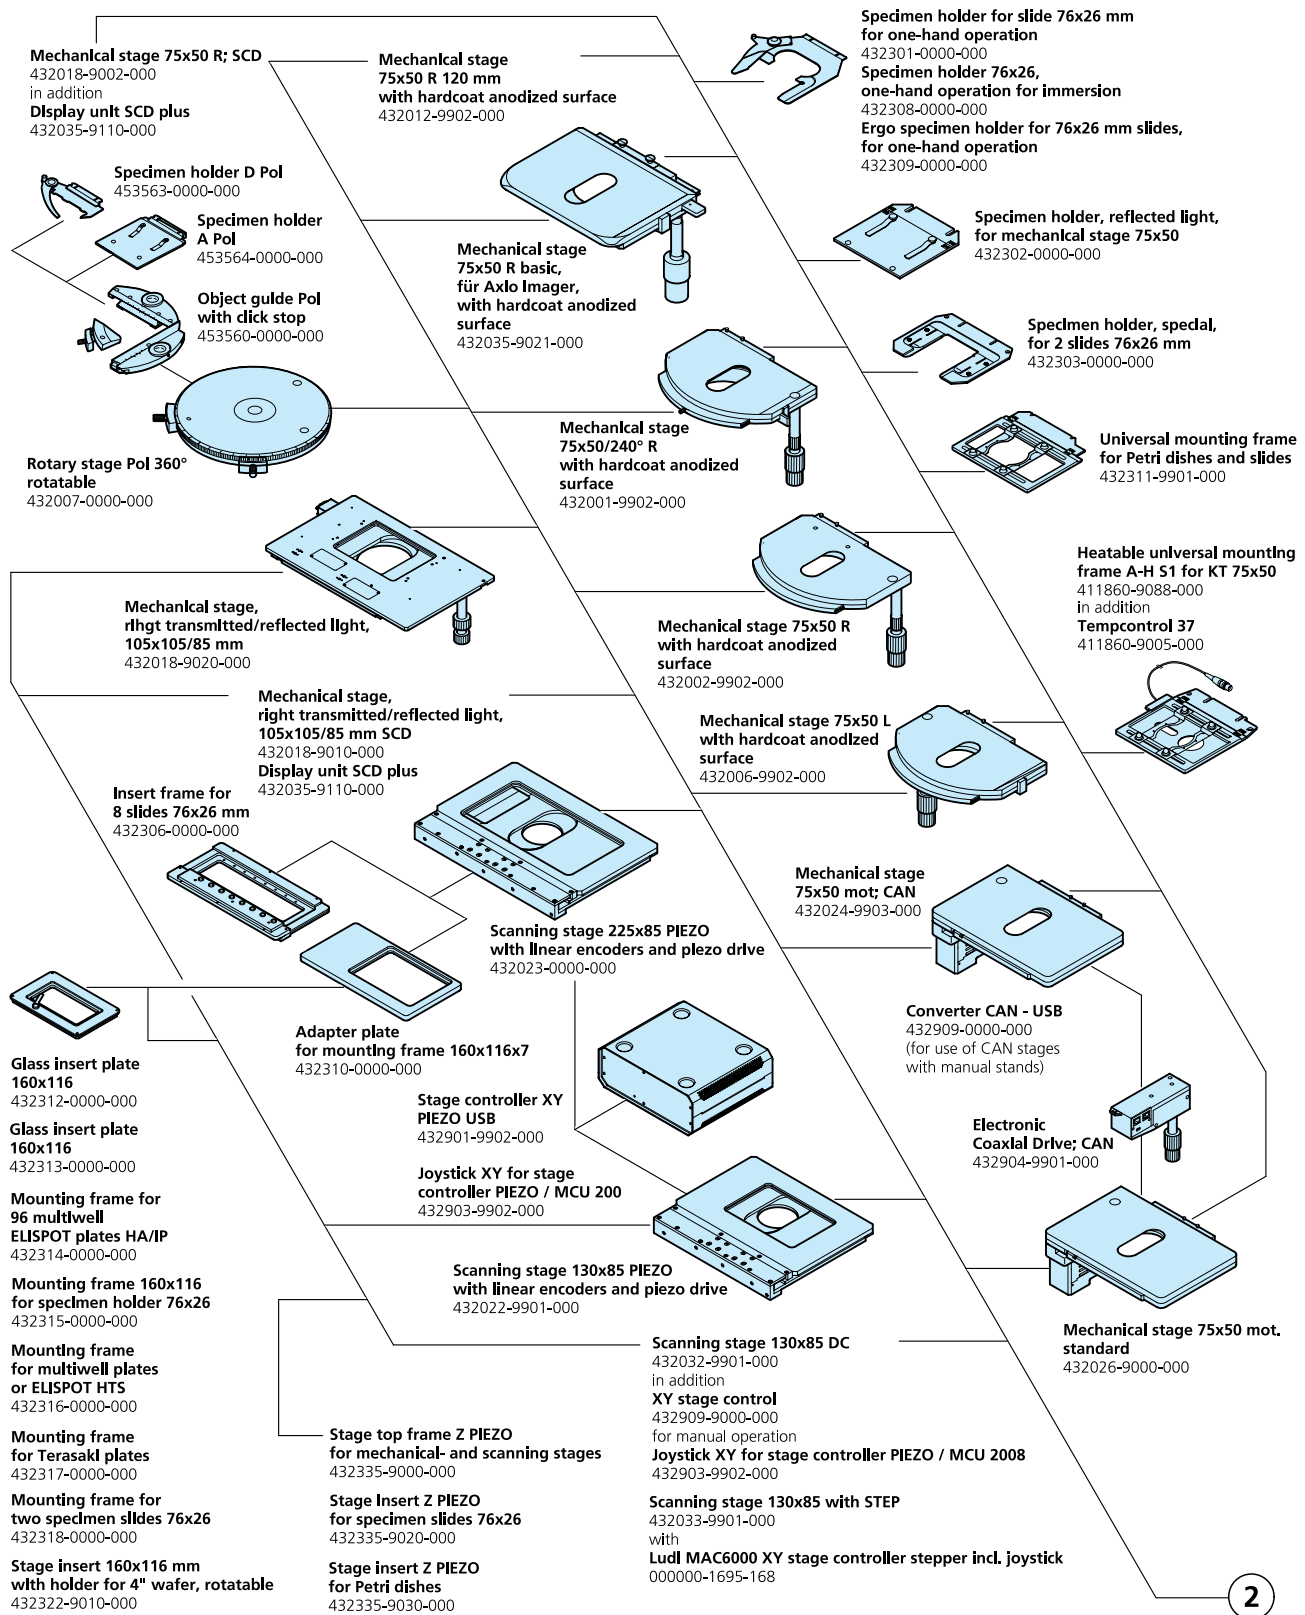 Mechanical stage 75x50 R; SCD
432018-9002-000
in addition
Display unit SCD plus
432035-9110-000
Mechanical stage
75x50 R 120 mm
with hardcoat anodized surface
432012-9902-000
Specimen holder for slide 76x26 mm
for one-hand operation
432301-0000-000
Specimen holder 76x26,
one-hand operation for immersion
432308-0000-000
Ergo specimen holder for 76x26 mm slides,
for one-hand operation
432309-0000-000
Specimen holder D Pol
453563-0000-000
Specimen holder
A Pol
453564-0000-000
Object guide Pol
with click stop
453560-0000-000
Mechanical stage
75x50 R basic,
für Axio Imager,
with hardcoat anodized
surface
432035-9021-000
Specimen holder, reflected light,
for mechanical stage 75x50
432302-0000-000
Specimen holder, special,
for 2 slides 76x26 mm
432303-0000-000
Rotary stage Pol 360°
rotatable
432007-0000-000
Mechanical stage
75x50/240° R
with hardcoat anodized
surface
432001-9902-000
Universal mounting frame
for Petri dishes and slides
432311-9901-000
Mechanical stage,
rihgt transmitted/reflected light,
105x105/85 mm
432018-9020-000
Mechanical stage 75x50 R
with hardcoat anodized
surface
432002-9902-000
Heatable universal mounting
frame A-H S1 for KT 75x50
411860-9088-000
in addition
Tempcontrol 37
411860-9005-000
Mechanical stage,
right transmitted/reflected light,
105x105/85 mm SCD
432018-9010-000
Display unit SCD plus
432035-9110-000
Mechanical stage 75x50 L
with hardcoat anodized
surface
432006-9902-000
Insert frame for
8 slides 76x26 mm
432306-0000-000
Mechanical stage
75x50 mot; CAN
432024-9903-000
Scanning stage 225x85 PIEZO
with linear encoders and piezo drive
432023-0000-000
Adapter plate
for mounting frame 160x116x7
432310-0000-000
Converter CAN - USB
432909-0000-000
(for use of CAN stages
with manual stands)
Glass insert plate
160x116
432312-0000-000
Glass insert plate
160x116
432313-0000-000
Mounting frame for
96 multiwell
ELISPOT plates HA/IP
432314-0000-000
Mounting frame 160x116
for specimen holder 76x26
432315-0000-000
Mounting frame
for multiwell plates
or ELISPOT HTS
432316-0000-000
Mounting frame
for Terasaki plates
432317-0000-000
Mounting frame for
two specimen slides 76x26
432318-0000-000
Stage insert 160x116 mm
with holder for 4" wafer, rotatable
432322-9010-000
Stage controller XY
PIEZO USB
432901-9902-000
Joystick XY for stage
controller PIEZO / MCU 200
432903-9902-000
Electronic
Coaxial Drive; CAN
432904-9901-000
Scanning stage 130x85 PIEZO
with linear encoders and piezo drive
432022-9901-000
Mechanical stage 75x50 mot.
standard
432026-9000-000
Stage top frame Z PIEZO
for mechanical- and scanning stages
432335-9000-000
Stage Insert Z PIEZO
for specimen slides 76x26
432335-9020-000
Stage insert Z PIEZO
for Petri dishes
432335-9030-000
Scanning stage 130x85 DC
432032-9901-000
in addition
XY stage control
432909-9000-000
for manual operation
Joystick XY for stage controller PIEZO / MCU 2008
432903-9902-000
Scanning stage 130x85 with STEP
432033-9901-000
with
Ludl MAC6000 XY stage controller stepper incl. joystick
000000-1695-168
2